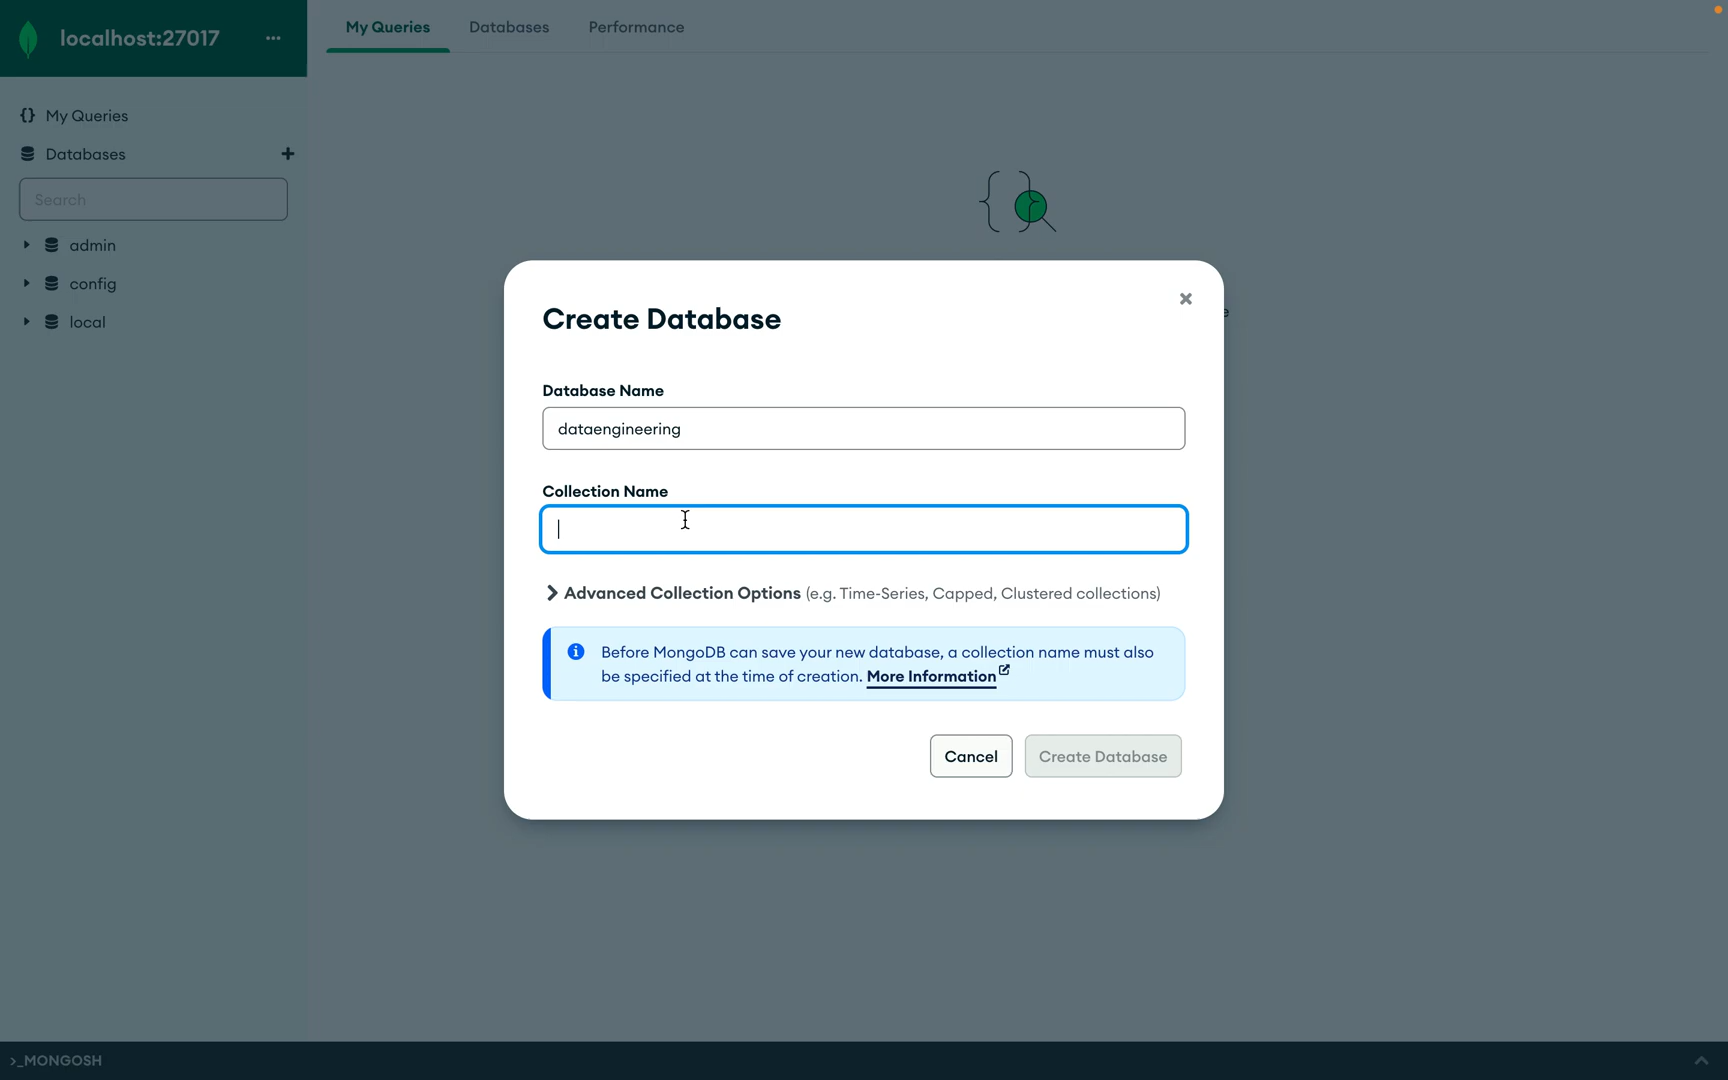 localhost:27017
My Queries
Databases
Performance
{} My Queries
Databases
Search
admin
config
local
Create Database
Database Name
dataengineering
Collection Name
Advanced Collection Options (e.g. Time-Series, Capped, Clustered collections)
Before MongoDB can save your new database, a collection name must also
be specified at the time of creation. More Information
Cancel
Create Database
>_MONGOSH